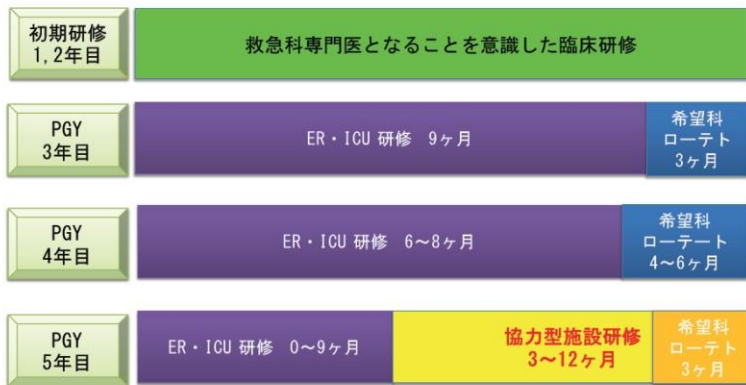 初期研修
1,2年目
救急科専門医となることを意識した臨床研修
PGY
3年目
ER・ICU 研修 9ヶ月
希望科
ローテト
3ヶ月
PGY
4年目
ER・ICU 研修 6～8ヶ月
希望科
ローテート
4～6ヶ月
PGY
5年目
ER・ICU 研修 0～9ヶ月
協力型施設研修
3～12ヶ月
希望科
ローテト
3ヶ月